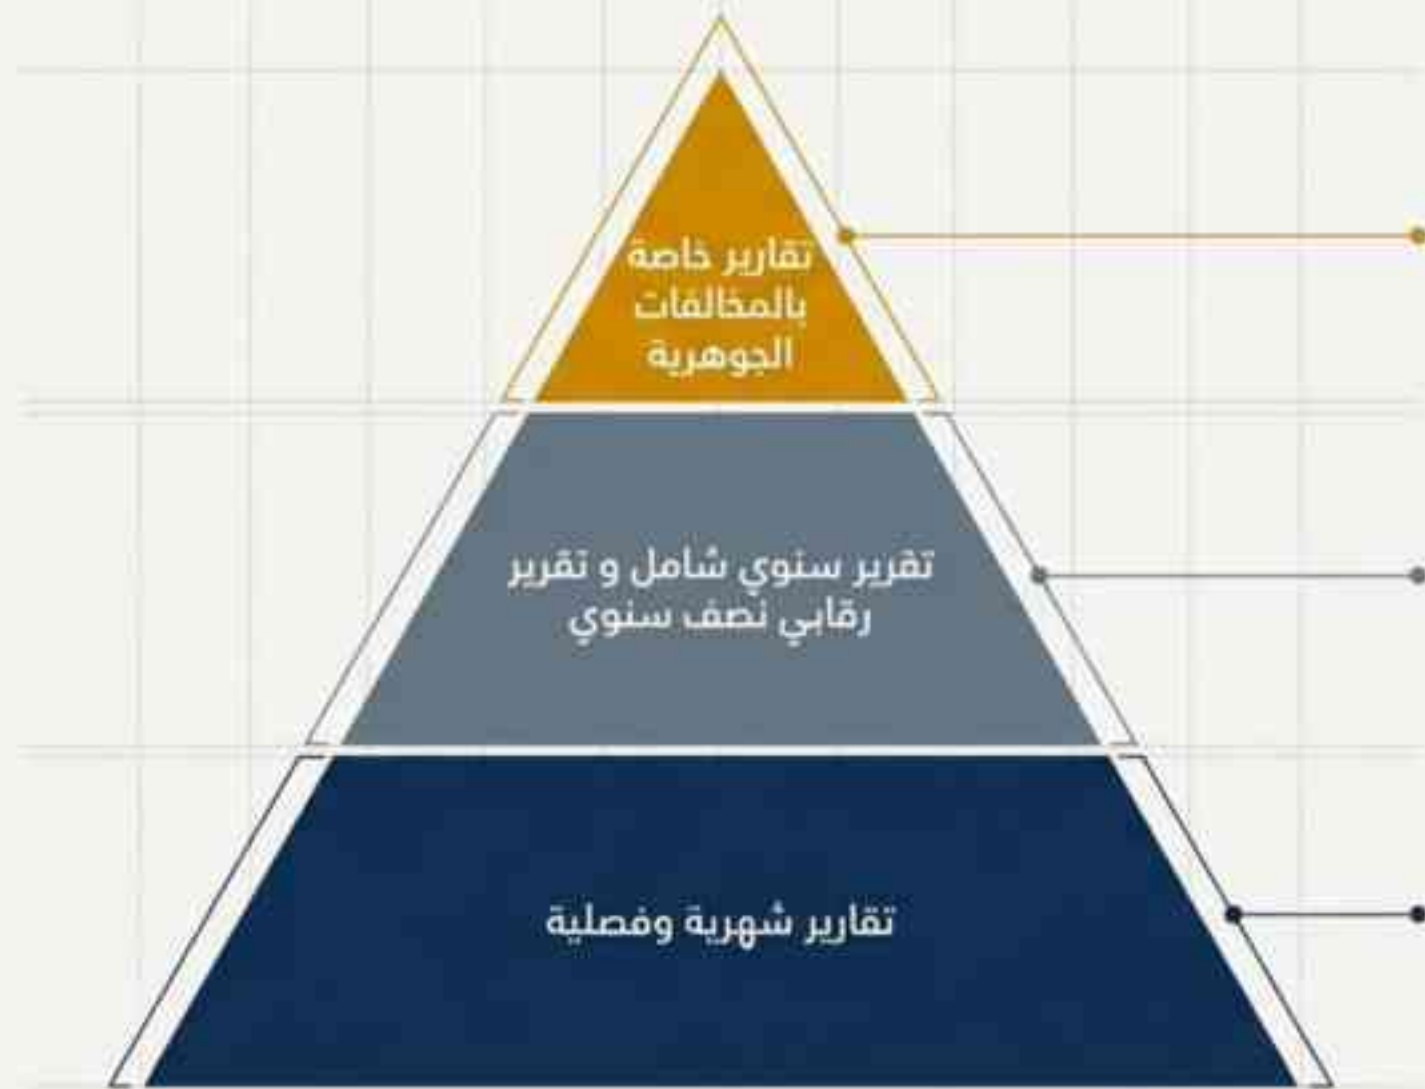 تقارير خاصة
بالمخالفات
الجوهرية
تقرير سنوي شامل و تقرير
رقابي نصف سنوي
تقارير شهرية وفصلية